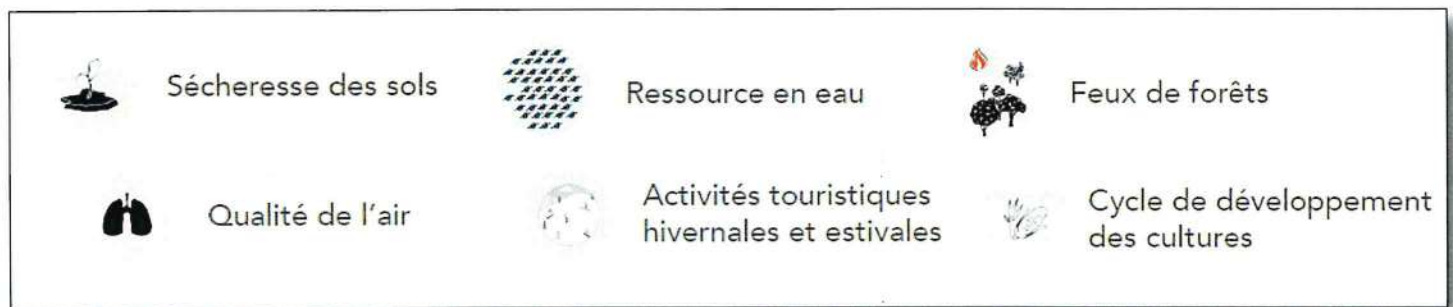 Sécheresse des sols
Ressource en eau
Feux de forêts
Qualité de l'air
Activités touristiques
hivernales et estivales
Cycle de développement
des cultures